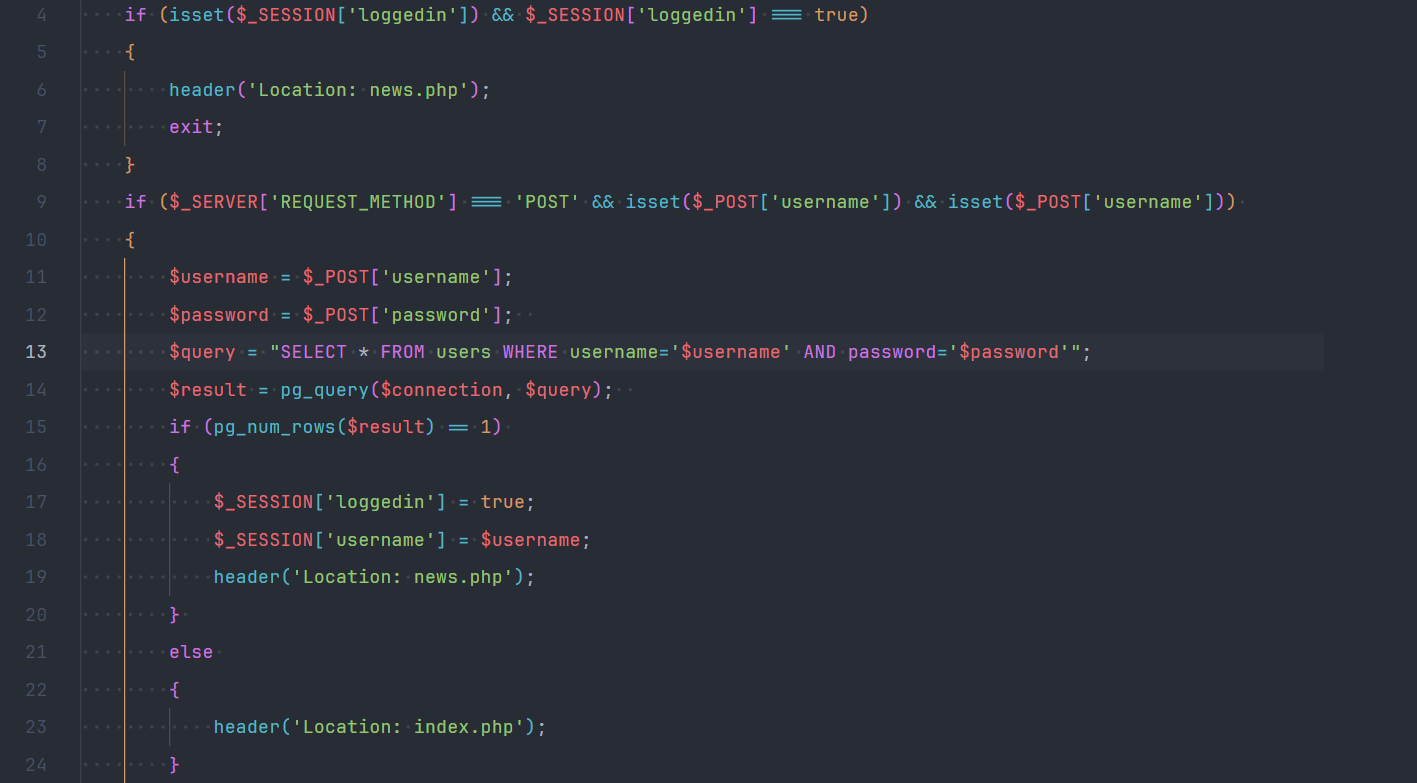 4 if (isset($_SESSION['loggedin']) && $_SESSION['loggedin'] === true)
5 {
6 header('Location: news.php');
7 exit;
8 }
9 if ($_SERVER['REQUEST_METHOD'] === 'POST' && isset($_POST['username']) && isset($_POST['username']))
10 {
11 $username = $_POST['username'];
12 $password = $_POST['password'];
13 $query = "SELECT * FROM users WHERE username='$username' AND password='$password'";
14 $result = pg_query($connection, $query);
15 if (pg_num_rows($result) == 1)
16 {
17 $_SESSION['loggedin'] = true;
18 $_SESSION['username'] = $username;
19 header('Location: news.php');
20 }
21 else
22 {
23 header('Location: index.php');
24 }